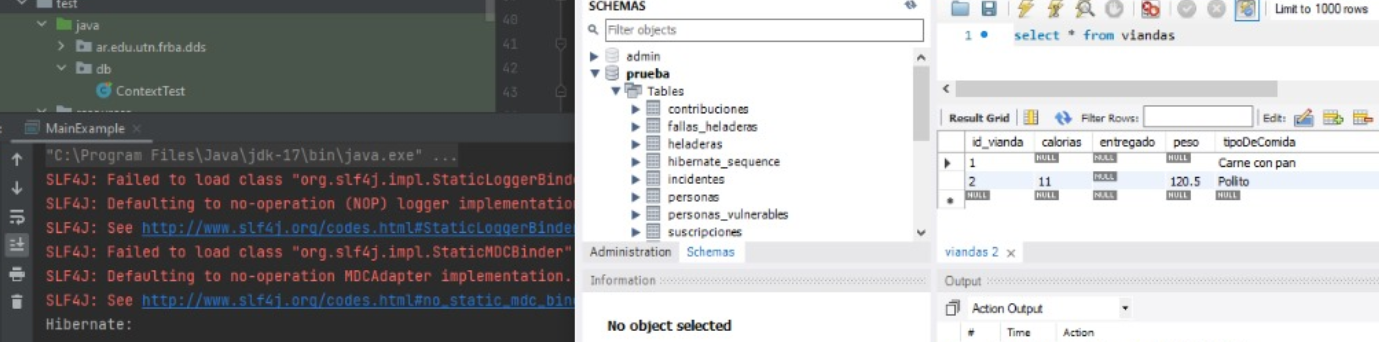 test
java
ar.edu.utn.frba.dds
db
ContextTest
40
41
42
43
MainExample
"C:\Program Files\Java\jdk-17\bin\java.exe" ...
SLF4J: Failed to load class "org.slf4j.impl.StaticLoggerBinde
SLF4J: Defaulting to no-operation (NOP) logger implementation
SLF4J: See http://www.slf4j.org/codes.html#StaticLoggerBinde
SLF4J: Failed to load class "org.slf4j.impl.StaticMDCBinder"
SLF4J: Defaulting to no-operation MDCAdapter implementation.
SLF4J: See http://www.slf4j.org/codes.html#no_static_mdc_bin
Hibernate:
SCHEMAS
Filter objects
admin
prueba
Tables
contribuciones
fallas_heladeras
heladeras
hibernate_sequence
incidentes
personas
personas_vulnerables
suscripciones
Administration Schemas
Information
No object selected
Limit to 1000 rows
1 select * from viandas
Result Grid Filter Rows: Edit:
id_vianda calorias entregado peso tipoDeComida
1 NULL NULL NULL Carne con pan
2 11 NULL 120.5 Pollito
NULL NULL NULL NULL NULL
viandas 2
Output
Action Output
# Time Action